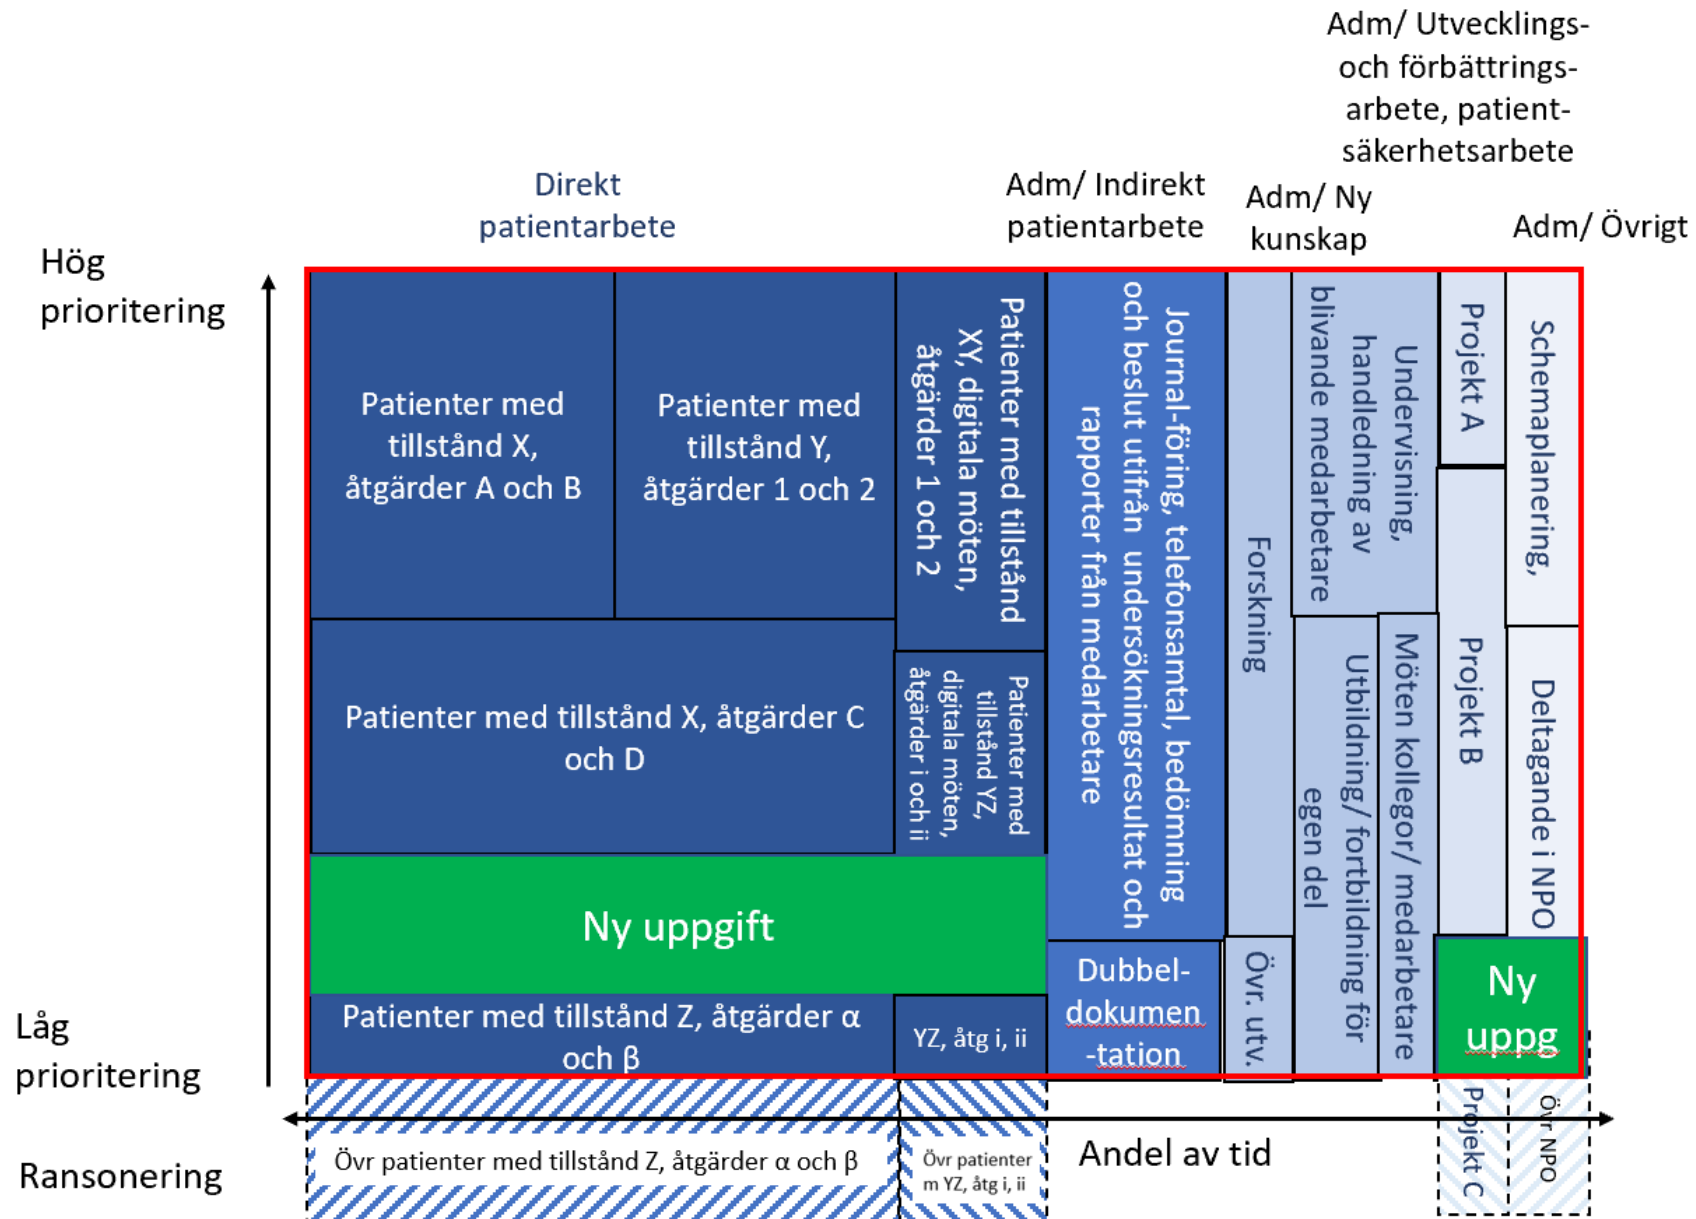 Adm/ Utvecklings-
och förbättrings-
arbete, patient-
säkerhetsarbete
Direkt
patientarbete
Adm/ Indirekt
patientarbete
Adm/ Ny
kunskap
Adm/ Övrigt
Hög
prioritering
Patienter med
tillstånd X,
åtgärder A och B
Patienter med
tillstånd Y,
åtgärder 1 och 2
Patienter med tillstånd
XY, digitala möten,
åtgärder 1 och 2
Journal-föring, telefonsamtal, bedömning
och beslut utifrån undersökningsresultat och
rapporter från medarbetare
Forskning
Undervisning,
handledning av
blivande medarbetare
Projekt A
Schemaplanering,
Patienter med tillstånd X, åtgärder C
och D
Patienter med
tillstånd YZ,
digitala möten,
åtgärder i och ii
Möten kollegor/ medarbetare
Utbildning/ fortbildning för
egen del
Projekt B
Deltagande i NPO
Ny uppgift
Låg
prioritering
Patienter med tillstånd Z, åtgärder α
och β
YZ, åtg i, ii
Dubbel-
dokumen
-tation
Övr. utv.
Ny
uppg
Ransonering
Övr patienter med tillstånd Z, åtgärder α och β
Övr patienter
m YZ, åtg i, ii
Andel av tid
Projekt C
Övr NPO